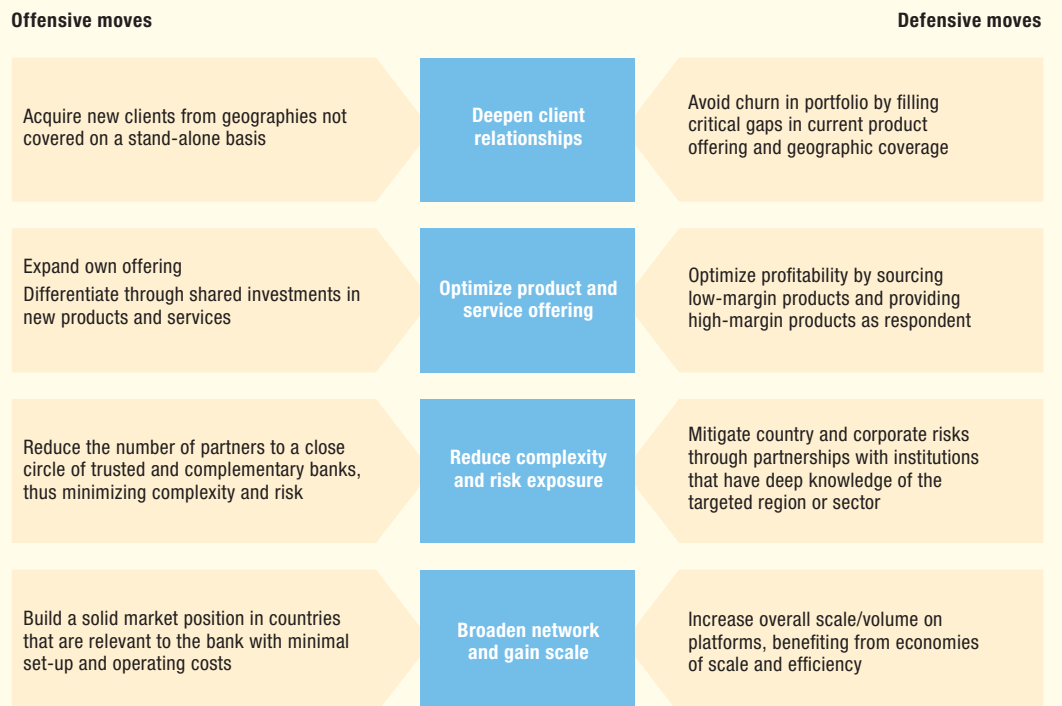 Offensive moves
Defensive moves
Acquire new clients from geographies not
covered on a stand-alone basis
Deepen client
relationships
Avoid churn in portfolio by filling
critical gaps in current product
offering and geographic coverage
Expand own offering
Differentiate through shared investments in
new products and services
Optimize product and
service offering
Optimize profitability by sourcing
low-margin products and providing
high-margin products as respondent
Reduce the number of partners to a close
circle of trusted and complementary banks,
thus minimizing complexity and risk
Reduce complexity
and risk exposure
Mitigate country and corporate risks
through partnerships with institutions
that have deep knowledge of the
targeted region or sector
Build a solid market position in countries
that are relevant to the bank with minimal
set-up and operating costs
Broaden network
and gain scale
Increase overall scale/volume on
platforms, benefiting from economies
of scale and efficiency